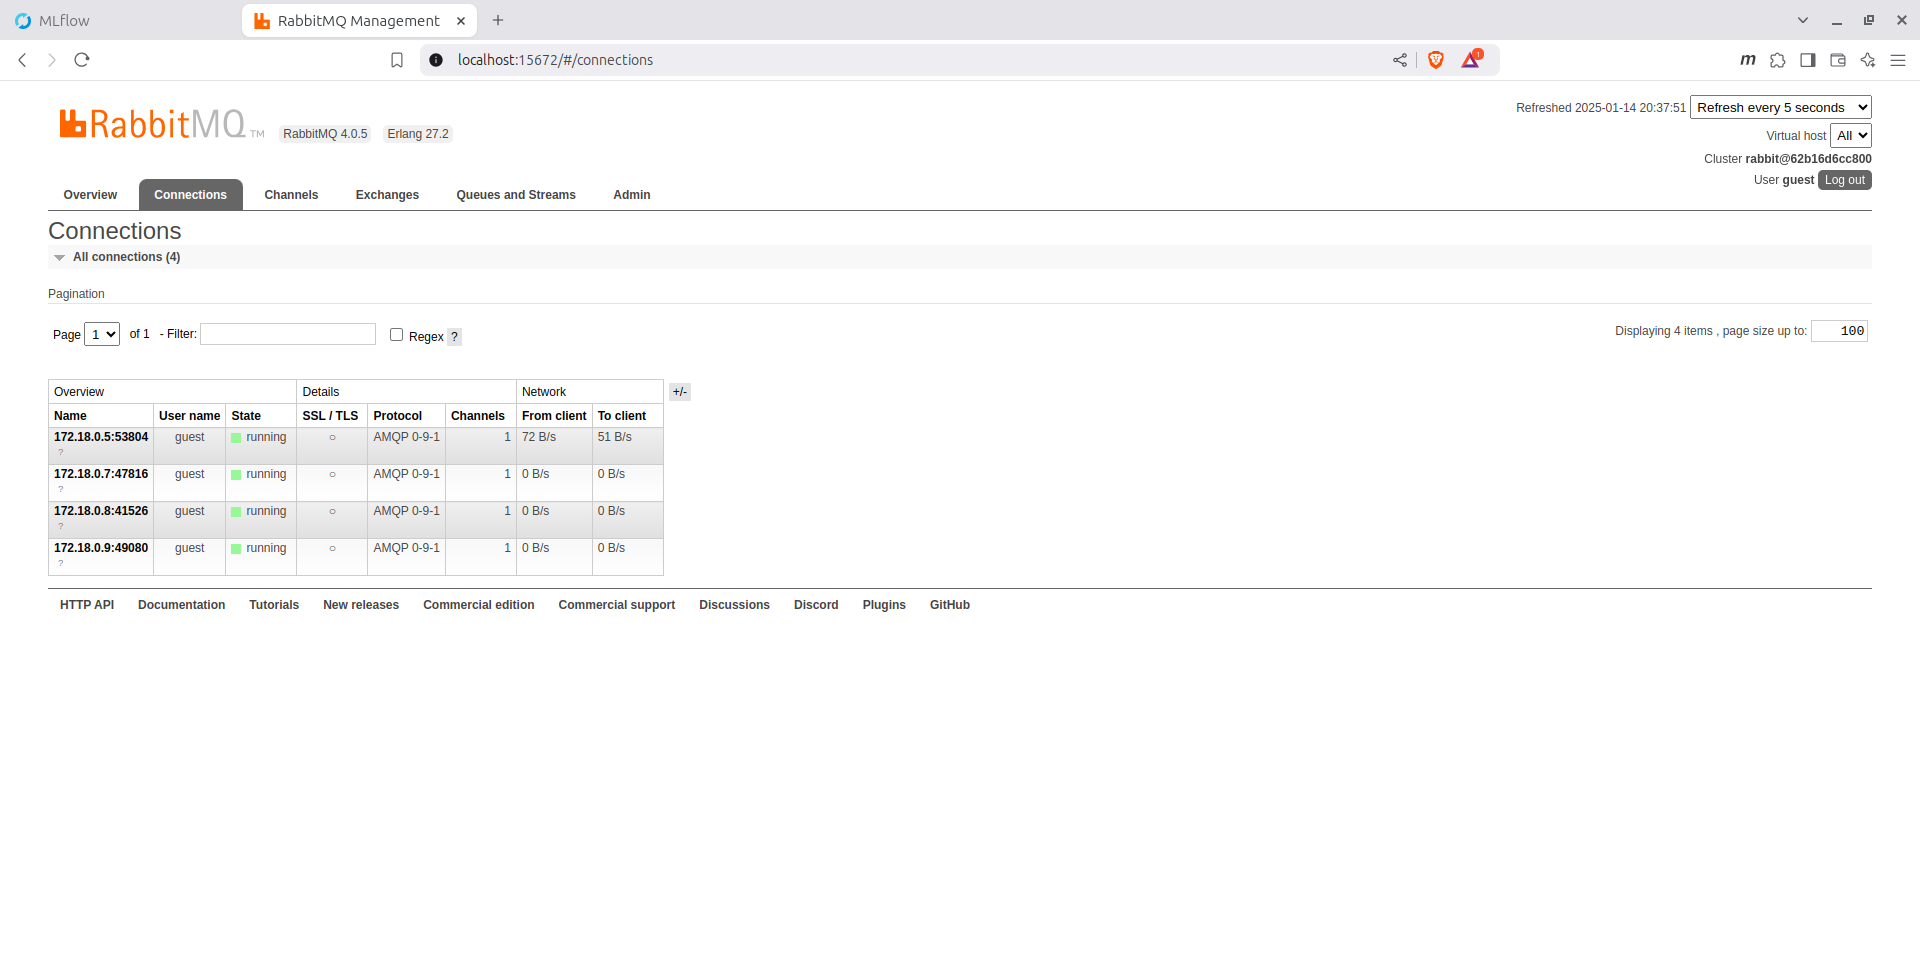 MLflow
RabbitMQ Management
localhost:15672/#/connections
1
m
RabbitMQ TM
RabbitMQ 4.0.5 Erlang 27.2
Refreshed 2025-01-14 20:37:51 Refresh every 5 seconds
Virtual host All
Cluster rabbit@62b16d6cc800
User guest Log out
Overview Connections Channels Exchanges Queues and Streams Admin
Connections
All connections (4)
Pagination
Page 1 of 1 - Filter: Regex ?
Displaying 4 items , page size up to: 100
Overview Details Network +/-
Name User name State SSL / TLS Protocol Channels From client To client
172.18.0.5:53804 guest running ○ AMQP 0-9-1 1 72 B/s 51 B/s
?
172.18.0.7:47816 guest running ○ AMQP 0-9-1 1 0 B/s 0 B/s
?
172.18.0.8:41526 guest running ○ AMQP 0-9-1 1 0 B/s 0 B/s
?
172.18.0.9:49080 guest running ○ AMQP 0-9-1 1 0 B/s 0 B/s
?
HTTP API Documentation Tutorials New releases Commercial edition Commercial support Discussions Discord Plugins GitHub